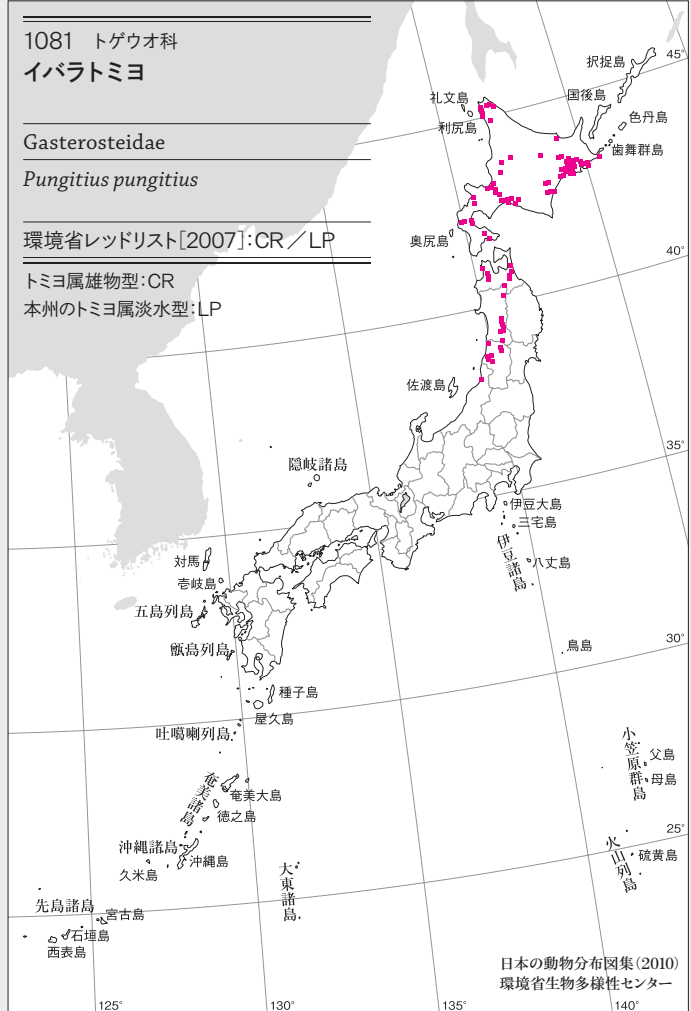 1081 トゲウオ科
イバラトミヨ
Gasterosteidae
Pungitius pungitius
環境省レッドリスト[2007]:CR／LP
トミヨ属雄物型:CR
本州のトミヨ属淡水型:LP
択捉島
45°
国後島
礼文島
色丹島
利尻島
歯舞群島
奥尻島
40°
佐渡島
35°
隠岐諸島
伊豆大島
三宅島
伊豆諸島
八丈島
対馬
壱岐島
五島列島
甑島列島
鳥島
30°
種子島
屋久島
吐噶喇列島
小笠原群島
父島
母島
奄美諸島
奄美大島
徳之島
25°
沖縄諸島
沖縄島
久米島
火山列島
硫黄島
大東諸島
先島諸島
宮古島
石垣島
西表島
日本の動物分布図集(2010)
環境省生物多様性センター
125°
130°
135°
140°